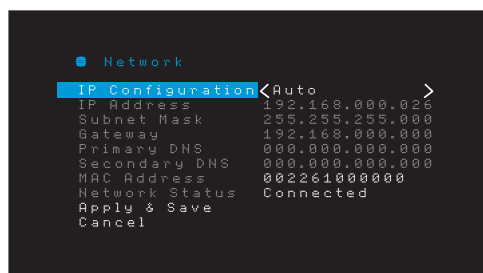 Network
IP Configuration <Auto >
IP Address 192.168.000.026
Subnet Mask 255.255.255.000
Gateway 192.168.000.000
Primary DNS 000.000.000.000
Secondary DNS 000.000.000.000
MAC Address 002261000000
Network Status Connected
Apply & Save
Cancel